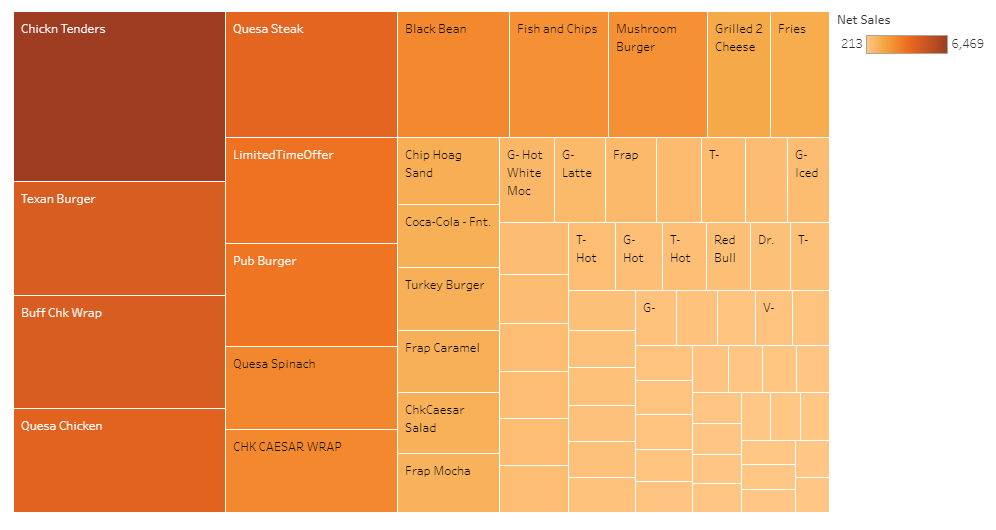 Chickn Tenders
Texan Burger
Buff Chk Wrap
Quesa Chicken
Quesa Steak
LimitedTimeOffer
Pub Burger
Quesa Spinach
CHK CAESAR WRAP
Black Bean
Fish and Chips
Mushroom
Burger
Grilled 2
Cheese
Fries
Chip Hoag
Sand
Coca-Cola - Fnt.
Turkey Burger
Frap Caramel
ChkCaesar
Salad
Frap Mocha
G- Hot
White
Moc
G-
Latte
Frap
T-
G-
Iced
T-
Hot
G-
Hot
T-
Hot
Red
Bull
Dr.
T-
G-
V-
Net Sales
213
6,469